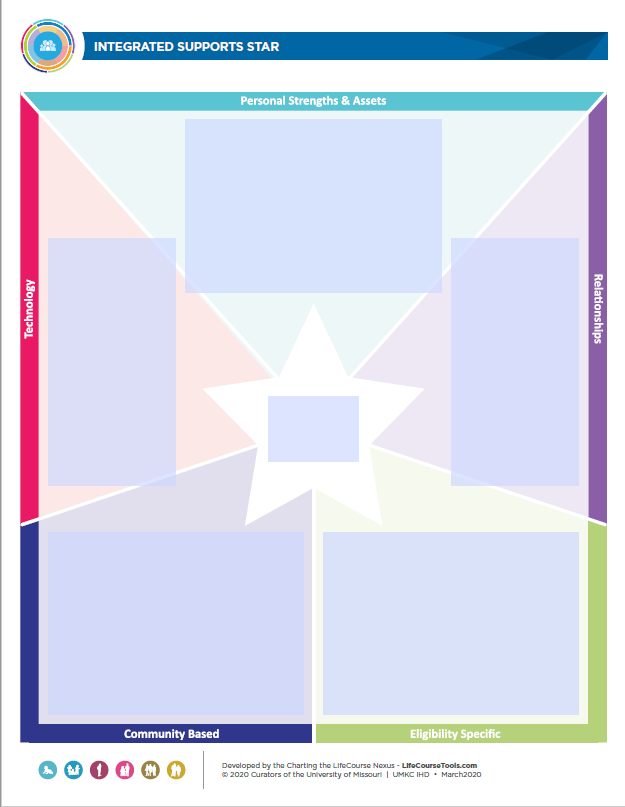 INTEGRATED SUPPORTS STAR
Personal Strengths & Assets
Technology
Relationships
Community Based
Eligibility Specific
Developed by the Charting the LifeCourse Nexus - LifeCourseTools.com
© 2020 Curators of the University of Missouri | UMKC IHD • March2020